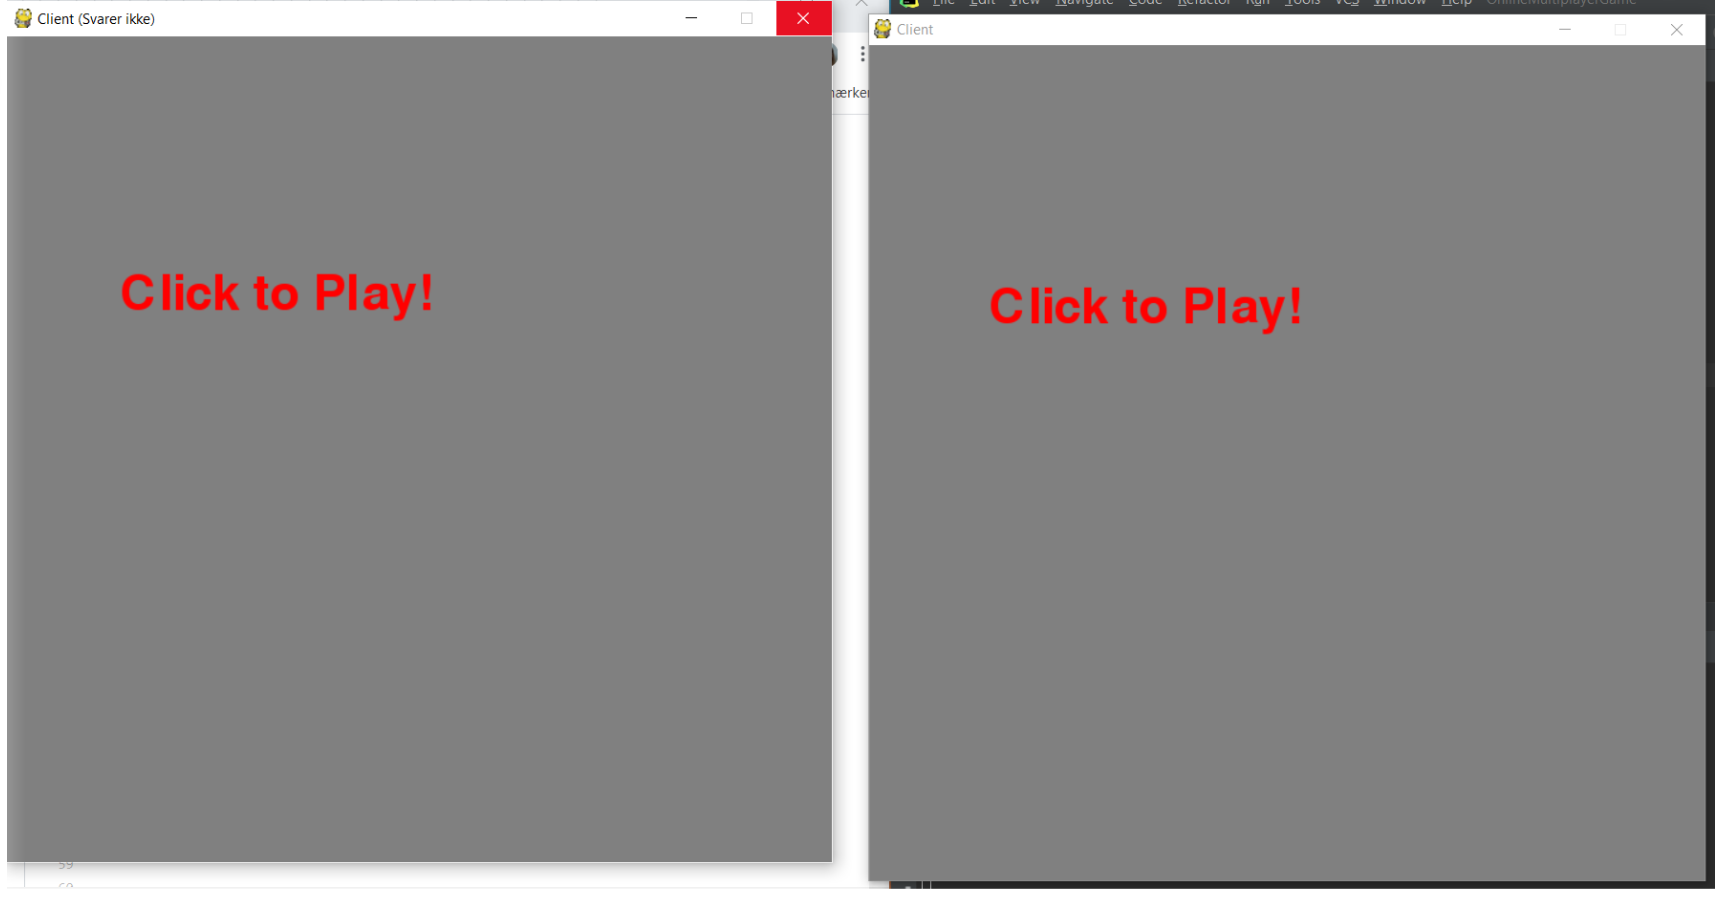 Client (Svarer ikke)
Click to Play!
59
60
File Edit View Navigate Code Refactor Run Tools VCS Window Help OnlineMultiplayerGame
Client
Click to Play!